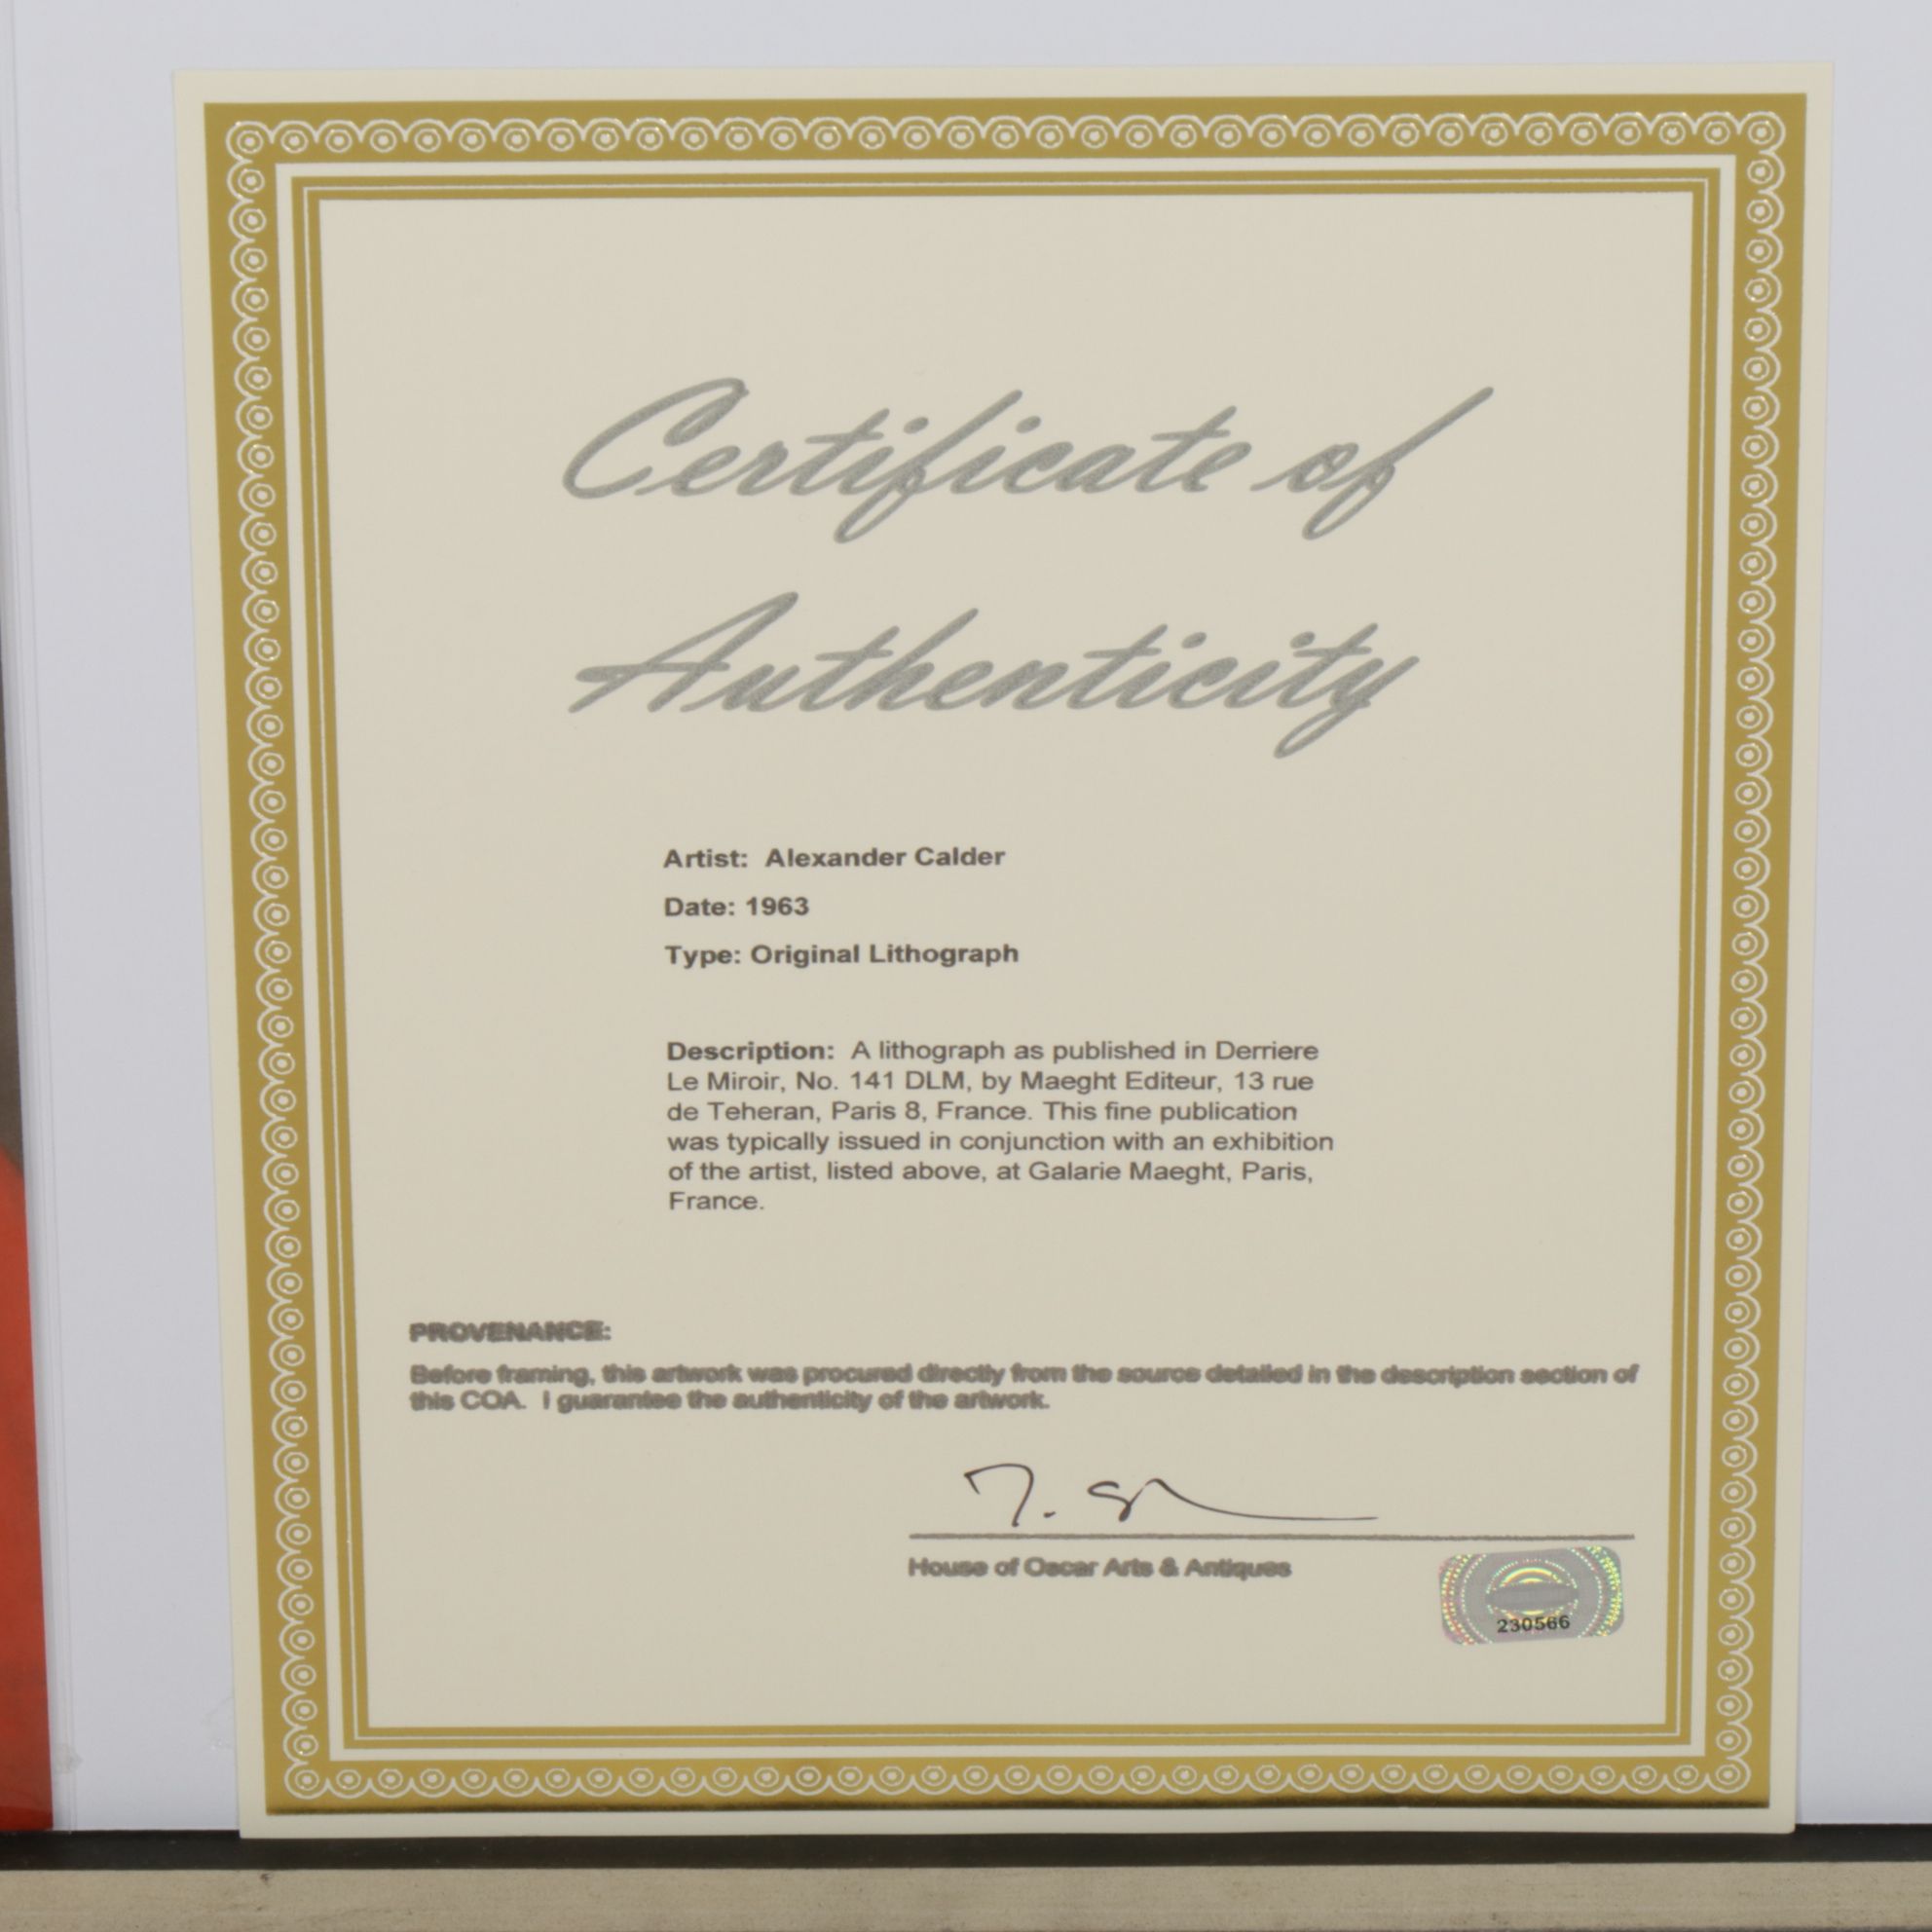 Certificate of
Authenticity
Artist: Alexander Calder
Date: 1963
Type: Original Lithograph
Description: A lithograph as published in Derriere
Le Miroir, No. 141 DLM, by Maeght Editeur, 13 rue
de Teheran, Paris 8, France. This fine publication
was typically issued in conjunction with an exhibition
of the artist, listed above, at Galarie Maeght, Paris,
France.
PROVENANCE:
Before framing, this artwork was procured directly from the source detailed in the description section of
this COA. I guarantee the authenticity of the artwork.
House of Oscar Arts & Antiques
230566